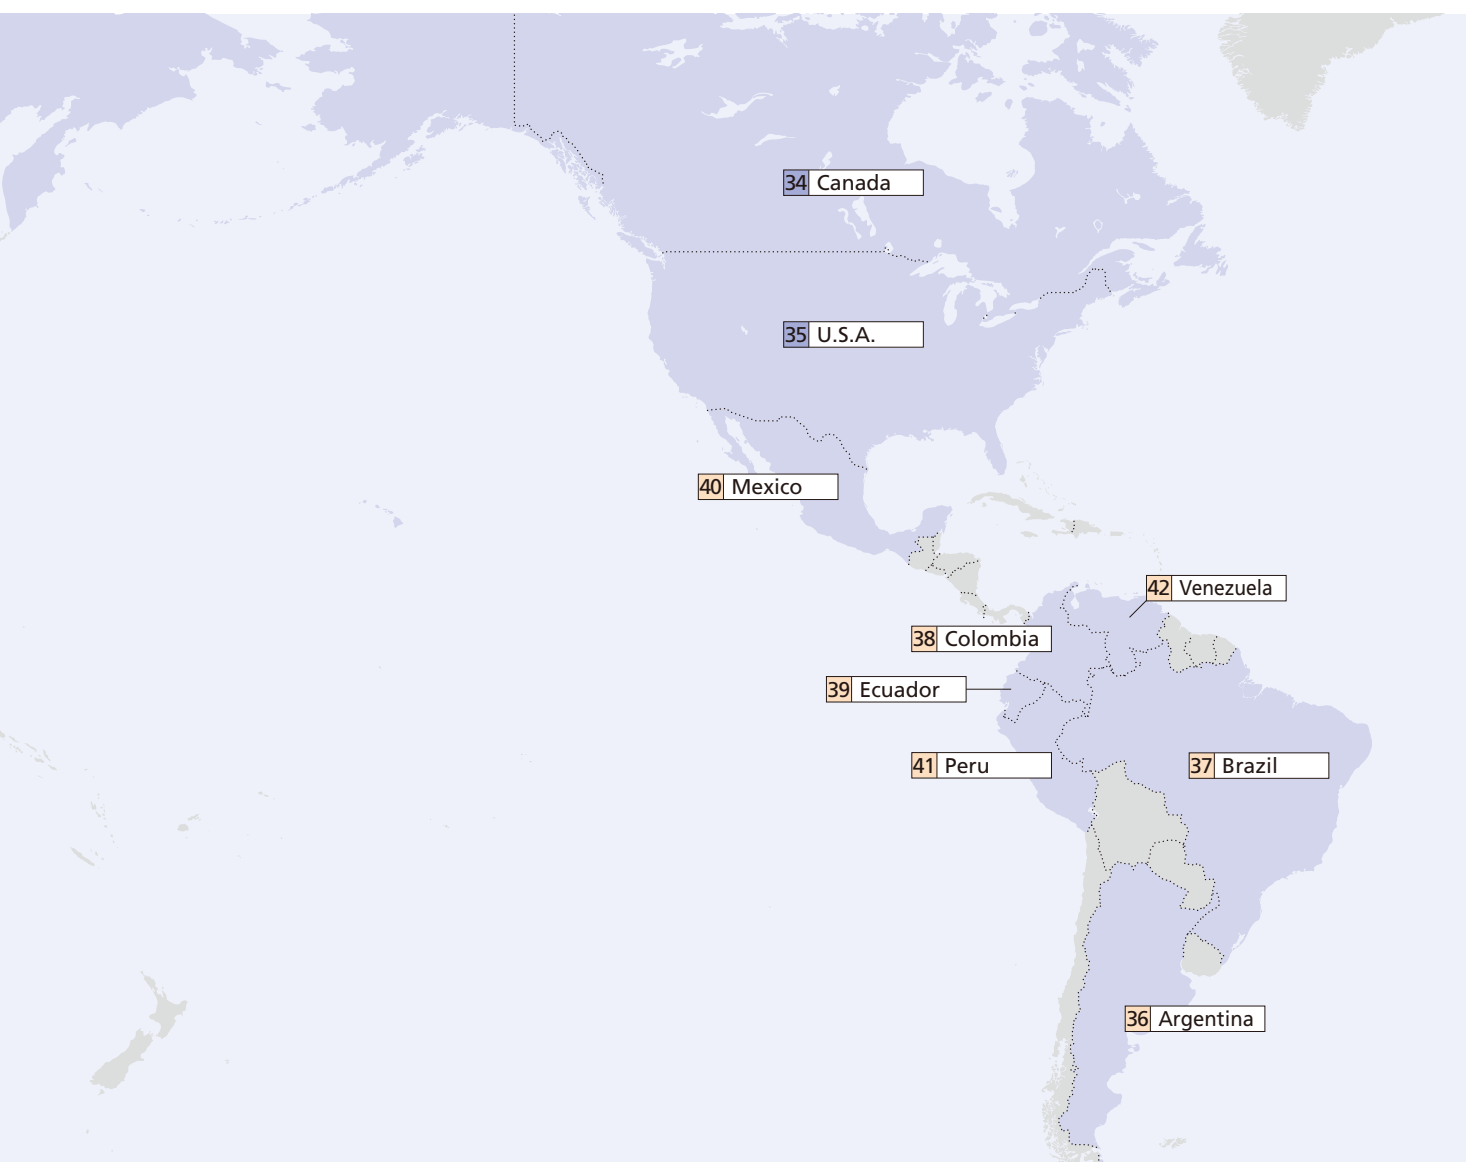 34 Canada
35 U.S.A.
40 Mexico
42 Venezuela
38 Colombia
39 Ecuador
41 Peru
37 Brazil
36 Argentina